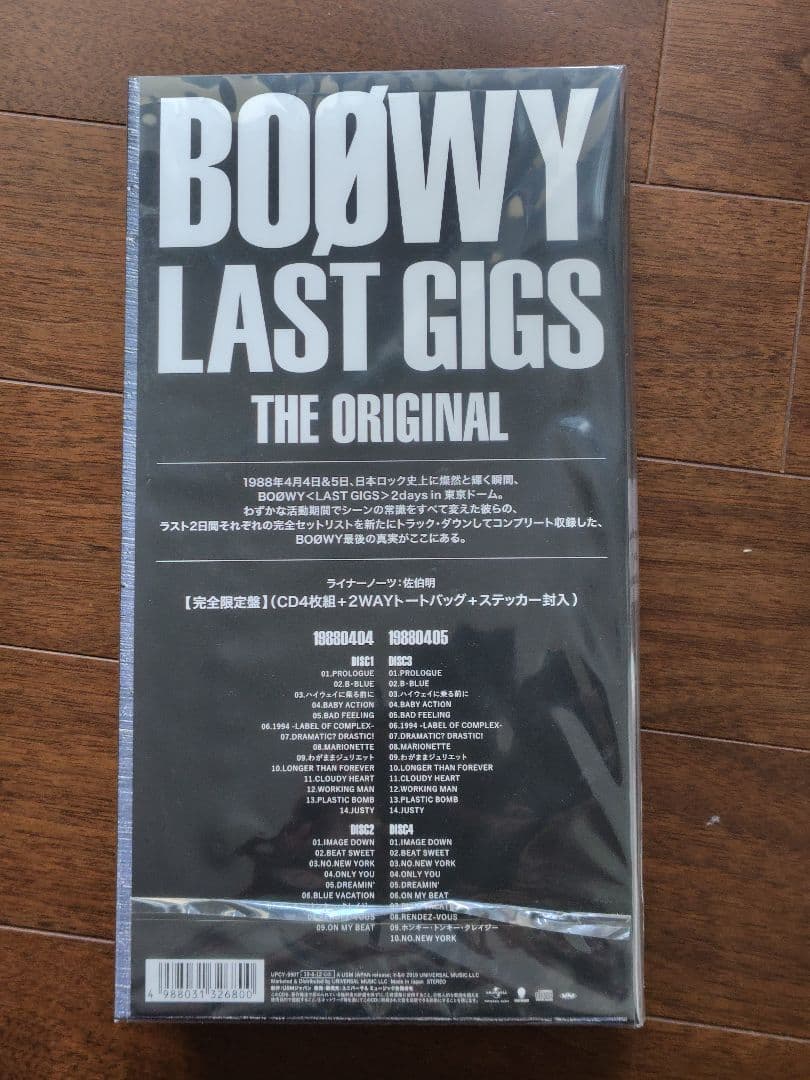 BOØWY
LAST GIGS
THE ORIGINAL
1988年4月4日&5日、日本ロック史上に燦然と輝く瞬間、
BOØWY<LAST GIGS>2days in 東京ドーム。
わずかな活動期間でシーンの常識をすべて変えた彼らの、
ラスト2日間それぞれの完全セットリストを新たにトラック・ダウンしてコンプリート収録した、
BOØWY最後の真実がここにある。
ライナーノーツ:佐伯明
【完全限定盤】(CD4枚組+2WAYトートバッグ+ステッカー封入)
19880404
DISC1
01.PROLOGUE
02.B・BLUE
03.ハイウェイに乗る前に
04.BABY ACTION
05.BAD FEELING
06.1994 -LABEL OF COMPLEX-
07.DRAMATIC? DRASTIC!
08.MARIONETTE
09.わがままジュリエット
10.LONGER THAN FOREVER
11.CLOUDY HEART
12.WORKING MAN
13.PLASTIC BOMB
14.JUSTY
DISC2
01.IMAGE DOWN
02.BEAT SWEET
03.NO.NEW YORK
04.ONLY YOU
05.DREAMIN'
06.BLUE VACATION
09.ON MY BEAT
19880405
DISC3
01.PROLOGUE
02.B・BLUE
03.ハイウェイに乗る前に
04.BABY ACTION
05.BAD FEELING
06.1994 -LABEL OF COMPLEX-
07.DRAMATIC? DRASTIC!
08.MARIONETTE
09.わがままジュリエット
10.LONGER THAN FOREVER
11.CLOUDY HEART
12.WORKING MAN
13.PLASTIC BOMB
14.JUSTY
DISC4
01.IMAGE DOWN
02.BEAT SWEET
03.NO.NEW YORK
04.ONLY YOU
05.DREAMIN'
06.ON MY BEAT
08.RENDEZ-VOUS
09.ホンキー・トンキー・クレイジー
10.NO.NEW YORK
4 988031 326800
A USM JAPAN release; ℗&© 2019 UNIVERSAL MUSIC LLC
Marketed & Distributed by UNIVERSAL MUSIC LLC Made in Japan STEREO